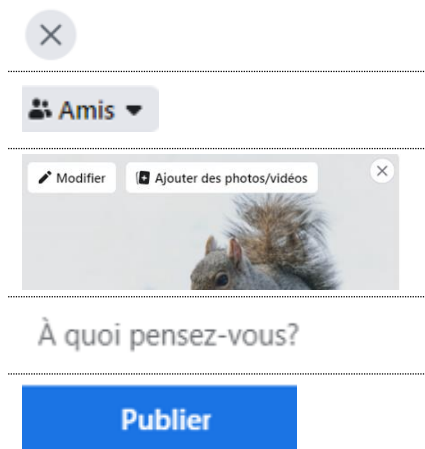 Amis
Modifier Ajouter des photos/vidéos
À quoi pensez-vous?
Publier